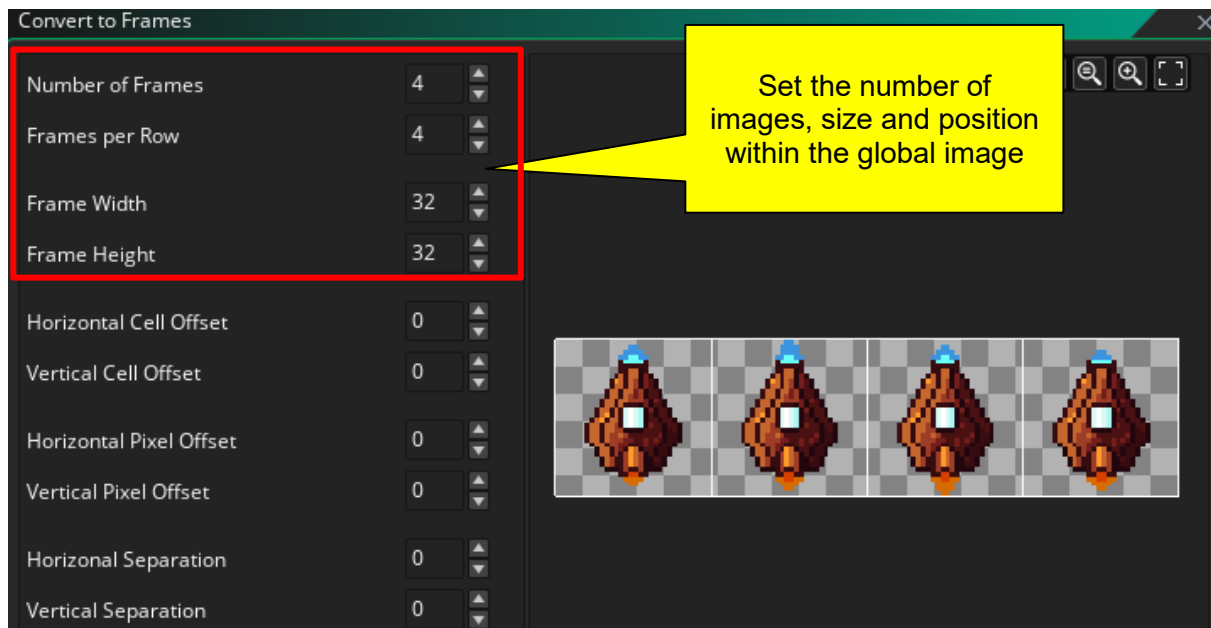 Convert to Frames
Set the number of
images, size and position
within the global image
Number of Frames 4
Frames per Row 4
Frame Width 32
Frame Height 32
Horizontal Cell Offset 0
Vertical Cell Offset 0
Horizontal Pixel Offset 0
Vertical Pixel Offset 0
Horizonal Separation 0
Vertical Separation 0